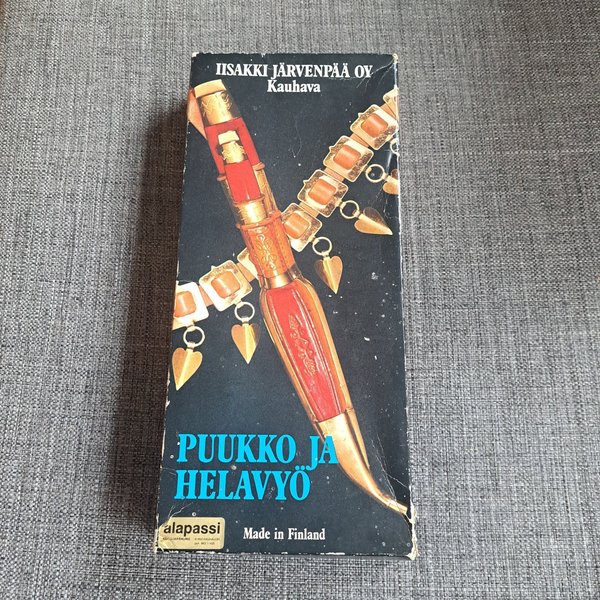 IISAKKI JÄRVENPÄÄ OY
Kauhava
PUUKKO JA
HELAVYÖ
alapassi
Made in Finland